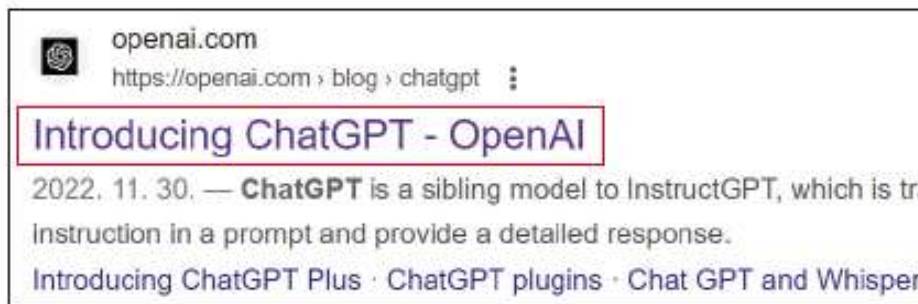 openai.com
https://openai.com › blog › chatgpt
Introducing ChatGPT - OpenAI
2022. 11. 30. — ChatGPT is a sibling model to InstructGPT, which is
instruction in a prompt and provide a detailed response.
Introducing ChatGPT Plus · ChatGPT plugins · Chat GPT and Whisper